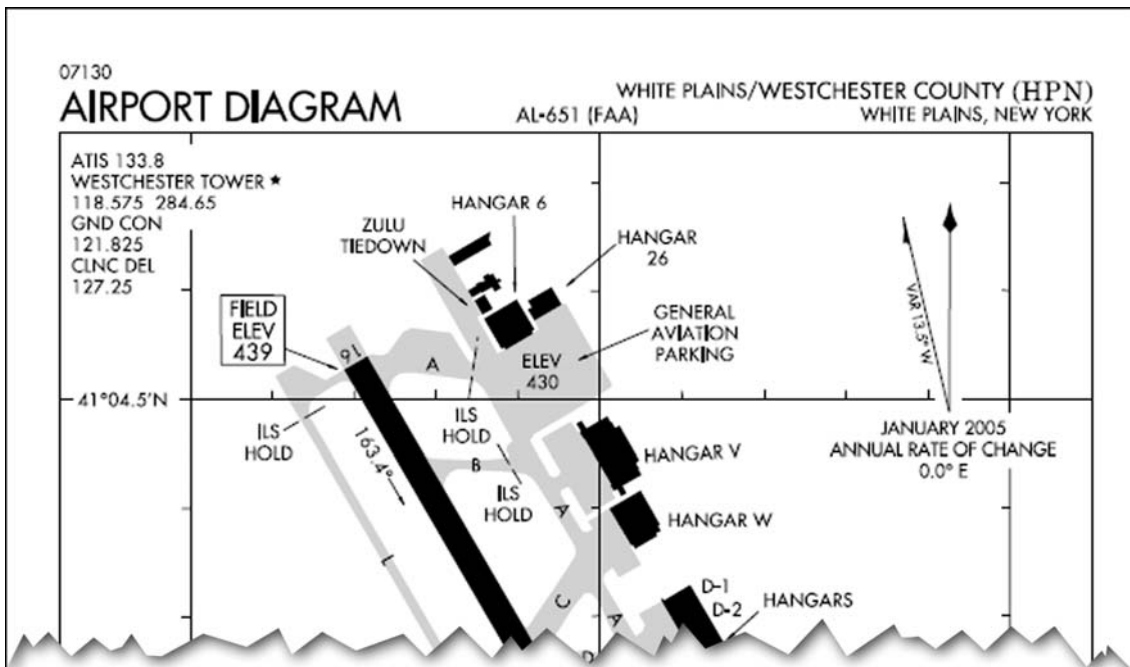 07130
AIRPORT DIAGRAM
AL-651 (FAA)
WHITE PLAINS/WESTCHESTER COUNTY (HPN)
WHITE PLAINS, NEW YORK
ATIS 133.8
WESTCHESTER TOWER ★
118.575 284.65
GND CON
121.825
CLNC DEL
127.25
HANGAR 6
ZULU
TIEDOWN
HANGAR
26
FIELD
ELEV
439
GENERAL
AVIATION
PARKING
VAR 13.5° W
16
A
ELEV
430
41°04.5'N
ILS
HOLD
ILS
HOLD
JANUARY 2005
ANNUAL RATE OF CHANGE
0.0° E
163.4°
B
HANGAR V
ILS
HOLD
A
HANGAR W
L
C
A
D-1
D-2
HANGARS